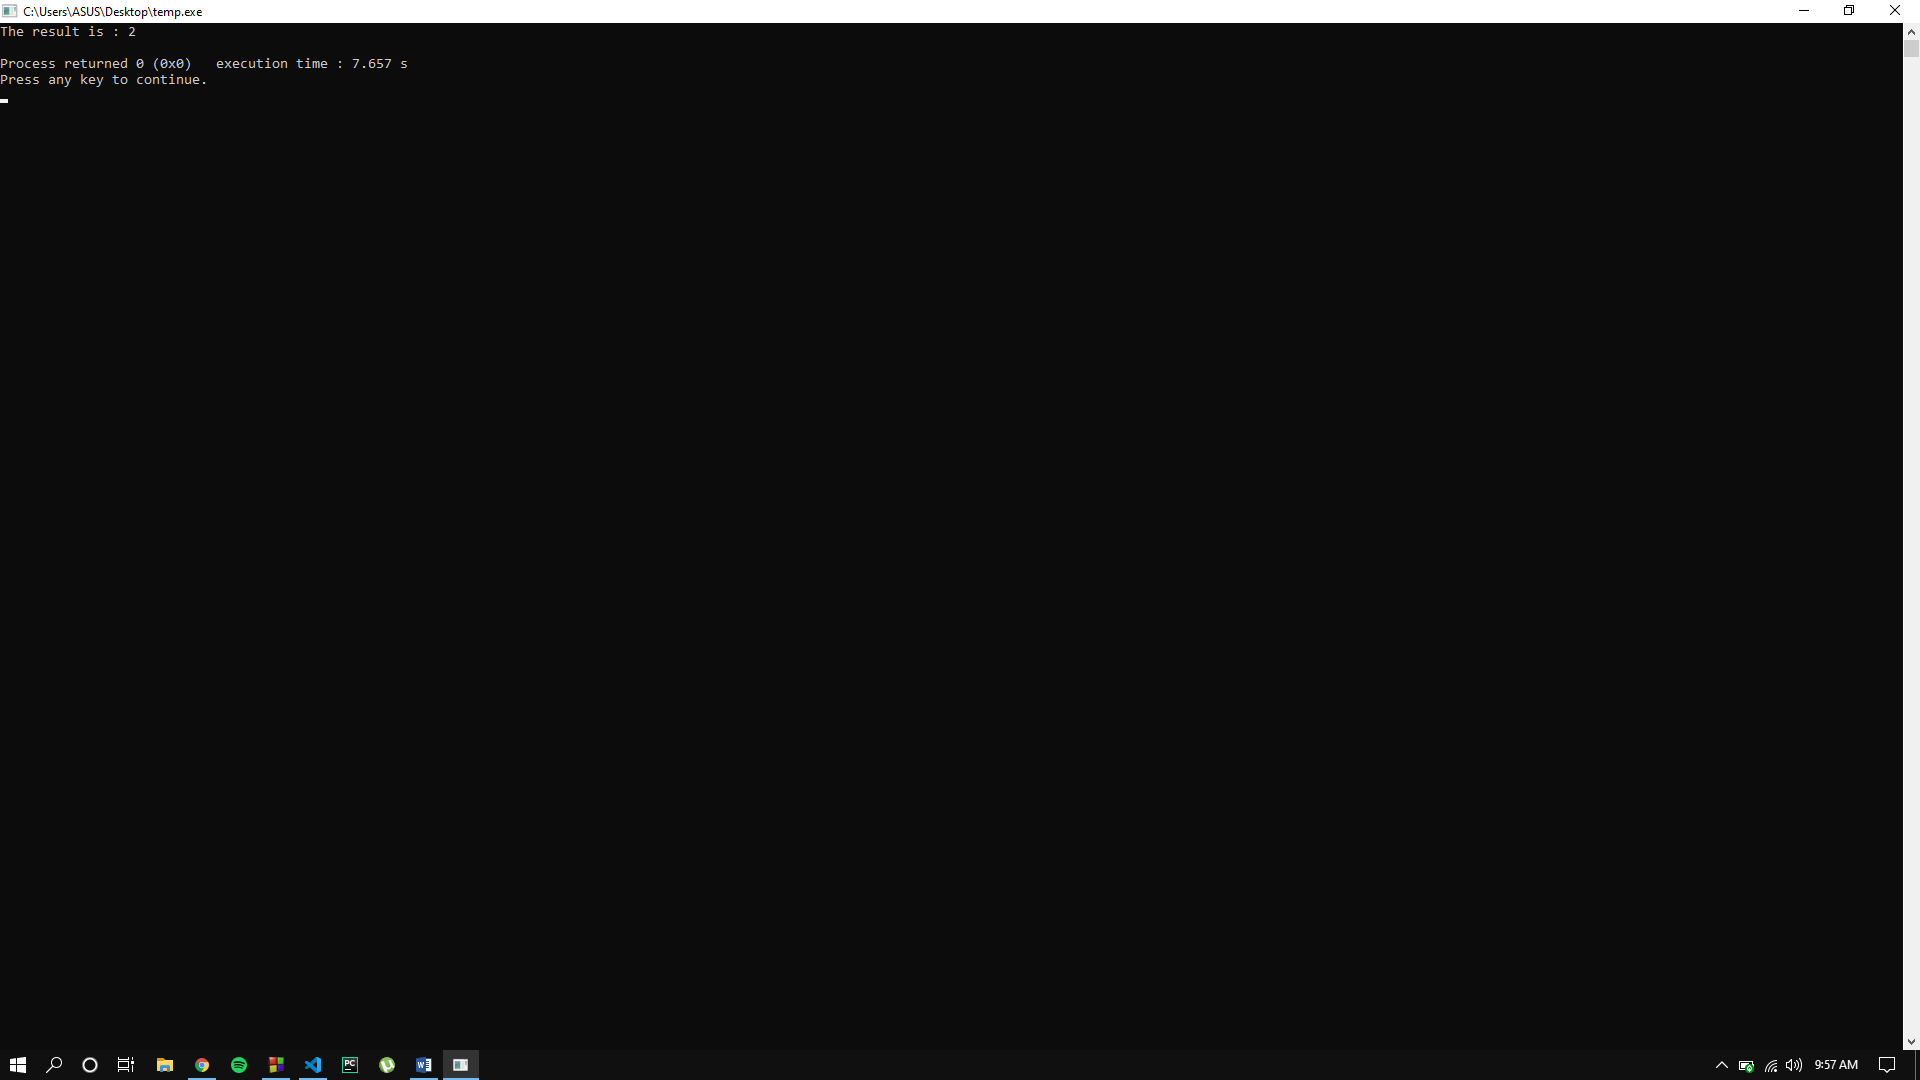 C:\Users\ASUS\Desktop\temp.exe
The result is : 2
Process returned 0 (0x0)   execution time : 7.657 s
Press any key to continue.
PC
W
9:57 AM